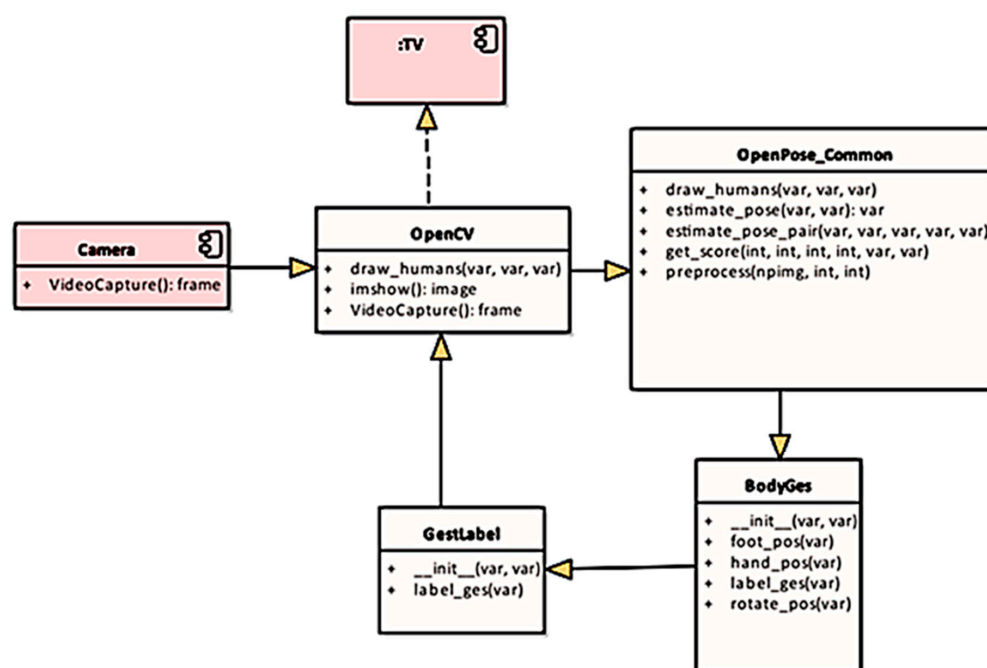 :TV
OpenPose_Common
+ draw_humans(var, var, var)
+ estimate_pose(var, var): var
+ estimate_pose_pair(var, var, var, var, var)
+ get_score(int, int, int, int, var, var)
+ preprocess(npimg, int, int)
Camera
+ VideoCapture(): frame
OpenCV
+ draw_humans(var, var, var)
+ imshow(): image
+ VideoCapture(): frame
GestLabel
+ __init__(var, var)
+ label_ges(var)
BodyGes
+ __init__(var, var)
+ foot_pos(var)
+ hand_pos(var)
+ label_ges(var)
+ rotate_pos(var)